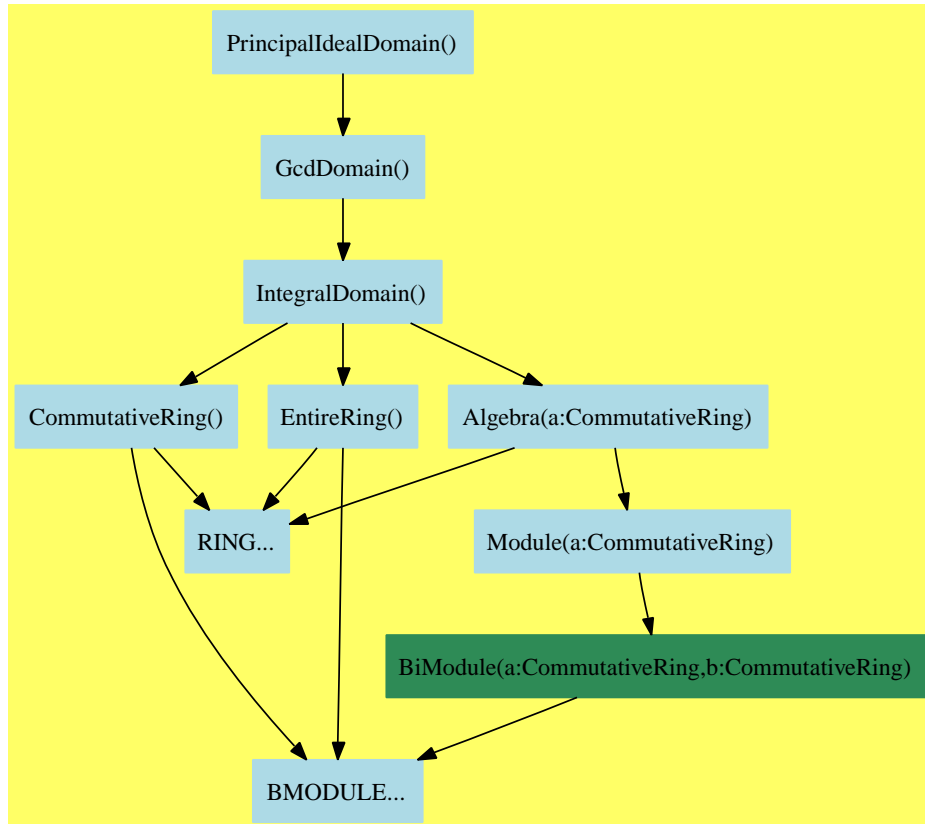 PrincipalIdealDomain()
GcdDomain()
IntegralDomain()
CommutativeRing()
EntireRing()
Algebra(a:CommutativeRing)
RING...
Module(a:CommutativeRing)
BiModule(a:CommutativeRing,b:CommutativeRing)
BMODULE...